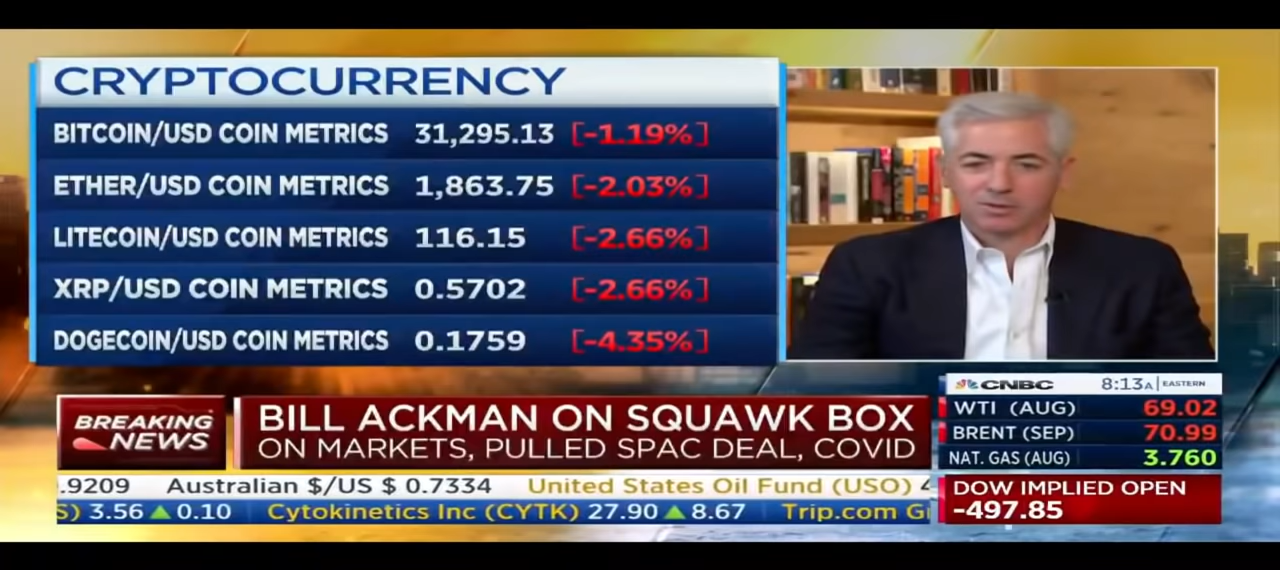 CRYPTOCURRENCY
BITCOIN/USD COIN METRICS 31,295.13 [-1.19%]
ETHER/USD COIN METRICS 1,863.75 [-2.03%]
LITECOIN/USD COIN METRICS 116.15 [-2.66%]
XRP/USD COIN METRICS 0.5702 [-2.66%]
DOGECOIN/USD COIN METRICS 0.1759 [-4.35%]
BREAKING NEWS
BILL ACKMAN ON SQUAWK BOX
ON MARKETS, PULLED SPAC DEAL, COVID
CNBC 8:13A EASTERN
WTI (AUG) 69.02
BRENT (SEP) 70.99
NAT. GAS (AUG) 3.760
DOW IMPLIED OPEN
-497.85
.9209 Australian $/US $ 0.7334 United States Oil Fund (USO)
S) 3.56 ▲ 0.10 Cytokinetics Inc (CYTK) 27.90 ▲ 8.67 Trip.com